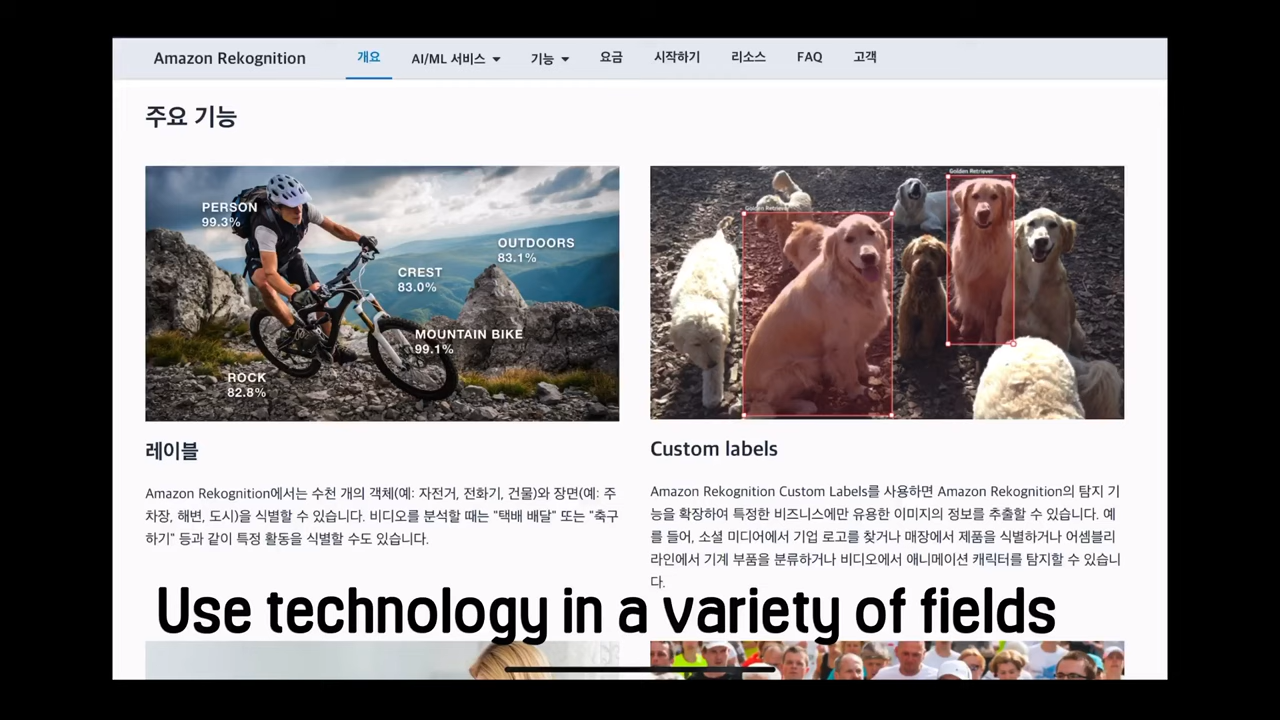 Amazon Rekognition 개요 AI/ML 서비스 기능 요금 시작하기 리소스 FAQ 고객
주요 기능
PERSON
99.3%
OUTDOORS
83.1%
CREST
83.0%
MOUNTAIN BIKE
99.1%
ROCK
82.8%
Golden Retriever
Golden Retriever
레이블
Amazon Rekognition에서는 수천 개의 객체(예: 자전거, 전화기, 건물)와 장면(예: 주
차장, 해변, 도시)을 식별할 수 있습니다. 비디오를 분석할 때는 "택배 배달" 또는 "축구
하기" 등과 같이 특정 활동을 식별할 수도 있습니다.
Custom labels
Amazon Rekognition Custom Labels를 사용하면 Amazon Rekognition의 탐지 기
능을 확장하여 특정한 비즈니스에만 유용한 이미지의 정보를 추출할 수 있습니다. 예
를 들어, 소셜 미디어에서 기업 로고를 찾거나 매장에서 제품을 식별하거나 어셈블리
라인에서 기계 부품을 분류하거나 비디오에서 애니메이션 캐릭터를 탐지할 수 있습니
다.
Use technology in a variety of fields